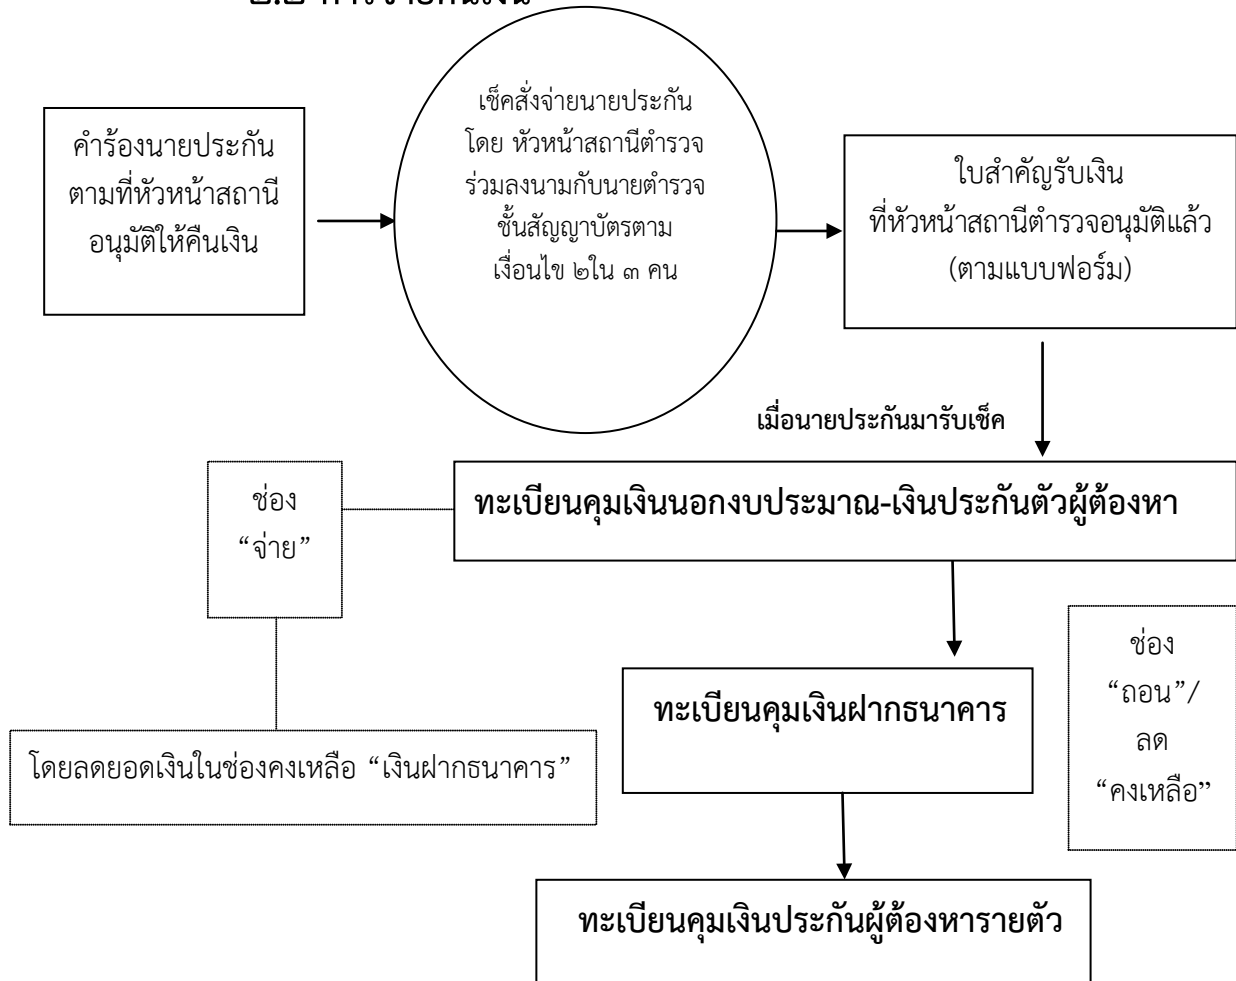 คำร้องนายประกัน
ตามที่หัวหน้าสถานี
อนุมัติให้คืนเงิน
เช็คสั่งจ่ายนายประกัน
โดย หัวหน้าสถานีตำรวจ
ร่วมลงนามกับนายตำรวจ
ชั้นสัญญาบัตรตาม
เงื่อนไข ๒ใน ๓ คน
ใบสำคัญรับเงิน
ที่หัวหน้าสถานีตำรวจอนุมัติแล้ว
(ตามแบบฟอร์ม)
เมื่อนายประกันมารับเช็ค
ช่อง
“จ่าย”
ทะเบียนคุมเงินนอกงบประมาณ-เงินประกันตัวผู้ต้องหา
ช่อง
“ถอน”/
ลด
“คงเหลือ”
ทะเบียนคุมเงินฝากธนาคาร
โดยลดยอดเงินในช่องคงเหลือ “เงินฝากธนาคาร”
ทะเบียนคุมเงินประกันผู้ต้องหารายตัว